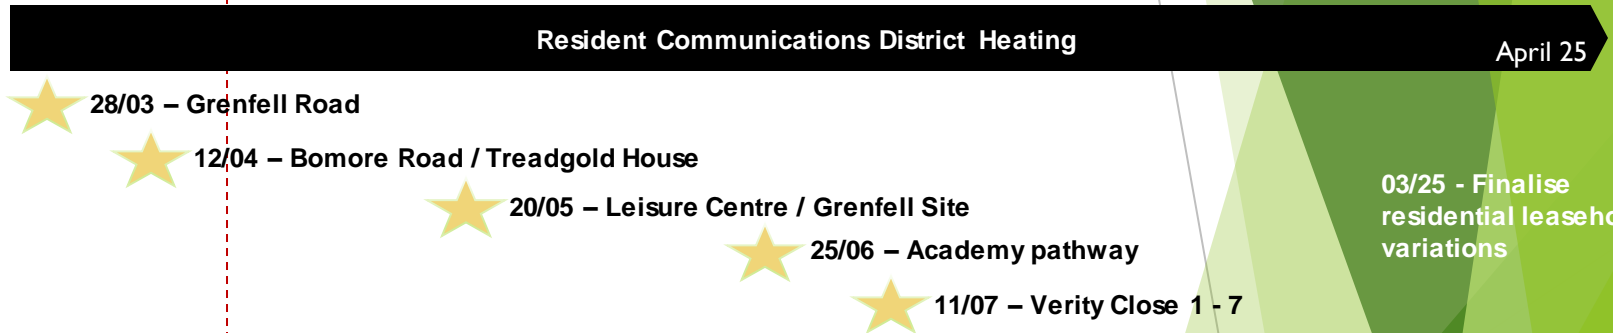 Resident Communications District Heating
April 25
28/03 – Grenfell Road
12/04 – Bomore Road / Treadgold House
20/05 – Leisure Centre / Grenfell Site
25/06 – Academy pathway
11/07 – Verity Close 1 - 7
03/25 - Finalise
residential
variations